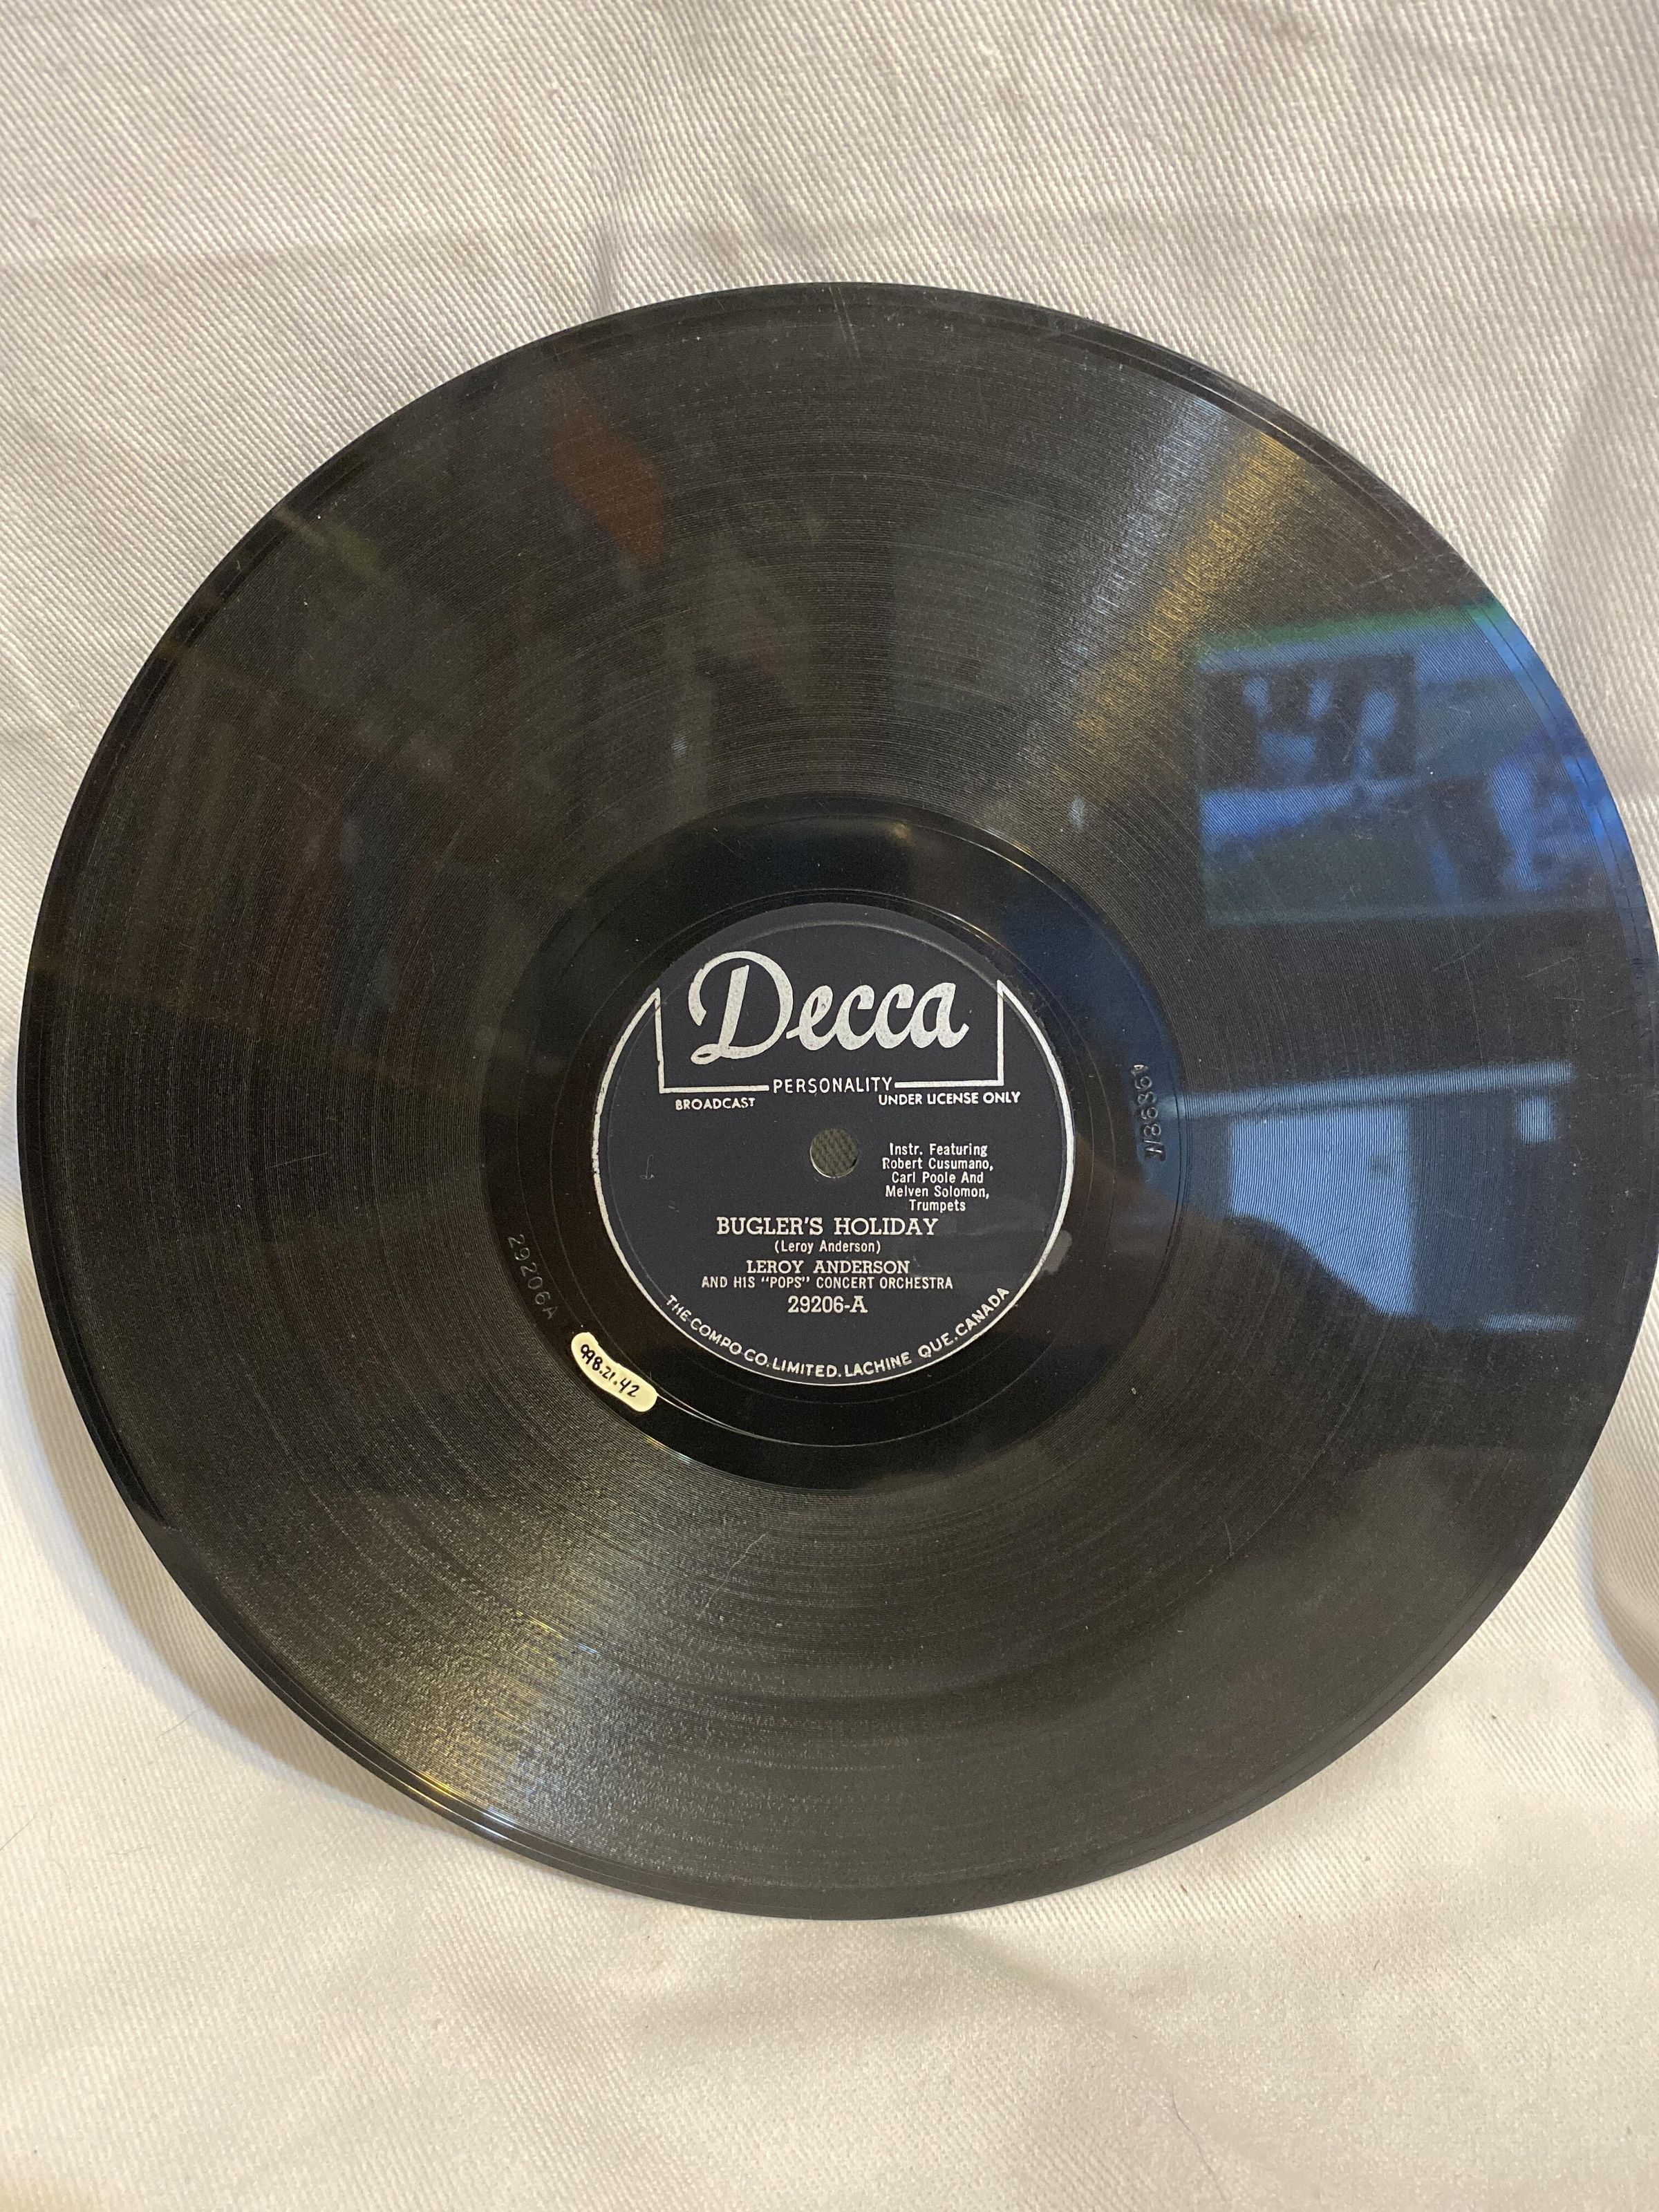 Decca
PERSONALITY
BROADCAST UNDER LICENSE ONLY
Instr. Featuring
Robert Cusumano,
Carl Poole And
Melven Solomon,
Trumpets
BUGLER'S HOLIDAY
(Leroy Anderson)
LEROY ANDERSON
AND HIS "POPS" CONCERT ORCHESTRA
29206-A
THE COMPO CO. LIMITED. LACHINE QUE. CANADA
29206A
998.21.42